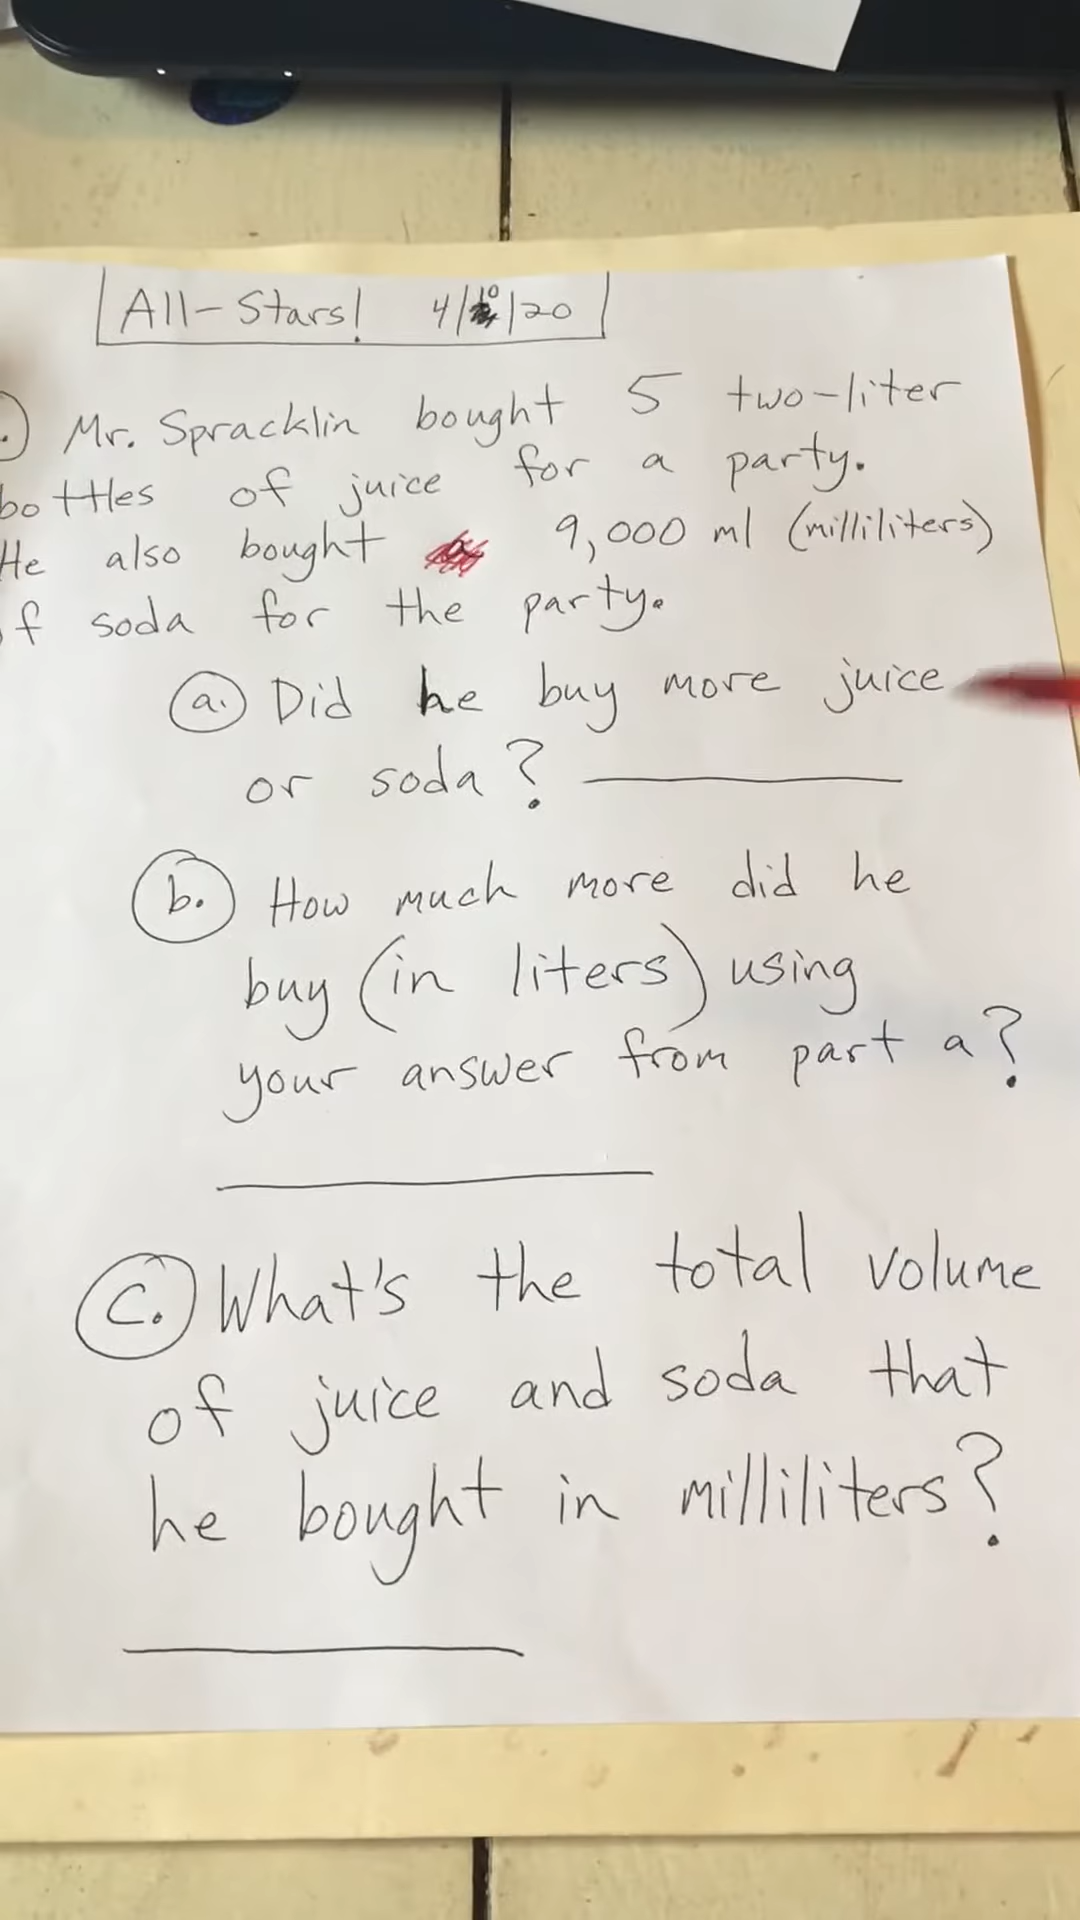 All-Stars! 4/10/20
.) Mr. Spracklin bought 5 two-liter
bottles of juice for a party.
He also bought 9,000 ml (milliliters)
f soda for the party.
a. Did he buy more juice
or soda?
b. How much more did he
buy (in liters) using
your answer from part a?
c. What's the total volume
of juice and soda that
he bought in milliliters?